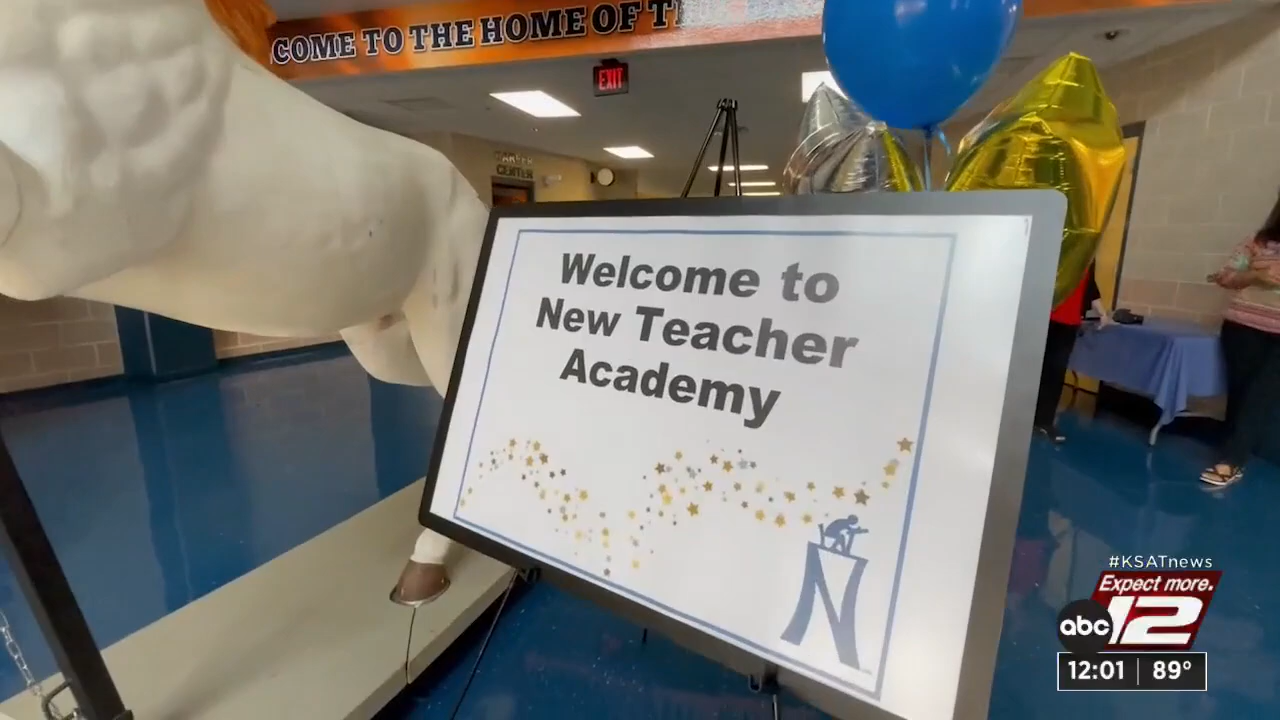 COME TO THE HOME OF T
EXIT
CAREER
CENTER
Welcome to
New Teacher
Academy
N
#KSATnews
Expect more.
abc 12
12:01 89°